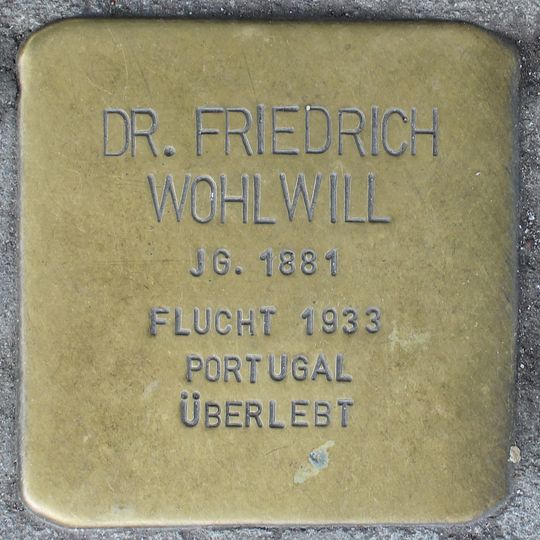 DR. FRIEDRICH
WOHLWILL
JG. 1881
FLUCHT 1933
PORTUGAL
ÜBERLEBT